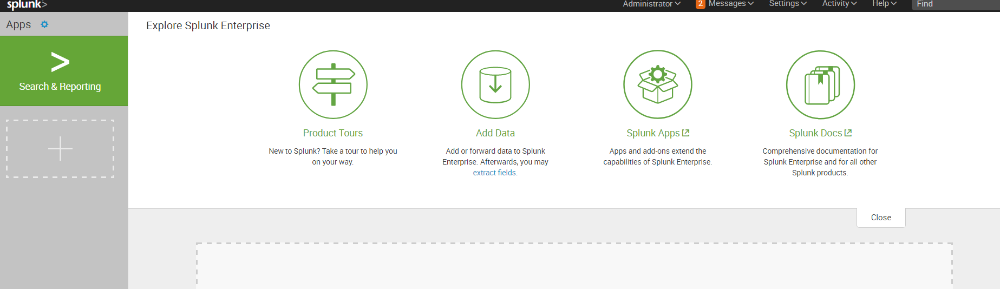 splunk>
Administrator
2 Messages
Settings
Activity
Help
Find
Apps
Explore Splunk Enterprise
>
Search & Reporting
Product Tours
New to Splunk? Take a tour to help you
on your way.
Add Data
Add or forward data to Splunk
Enterprise. Afterwards, you may
extract fields.
Splunk Apps
Apps and add-ons extend the
capabilities of Splunk Enterprise.
Splunk Docs
Comprehensive documentation for
Splunk Enterprise and for all other
Splunk products.
Close